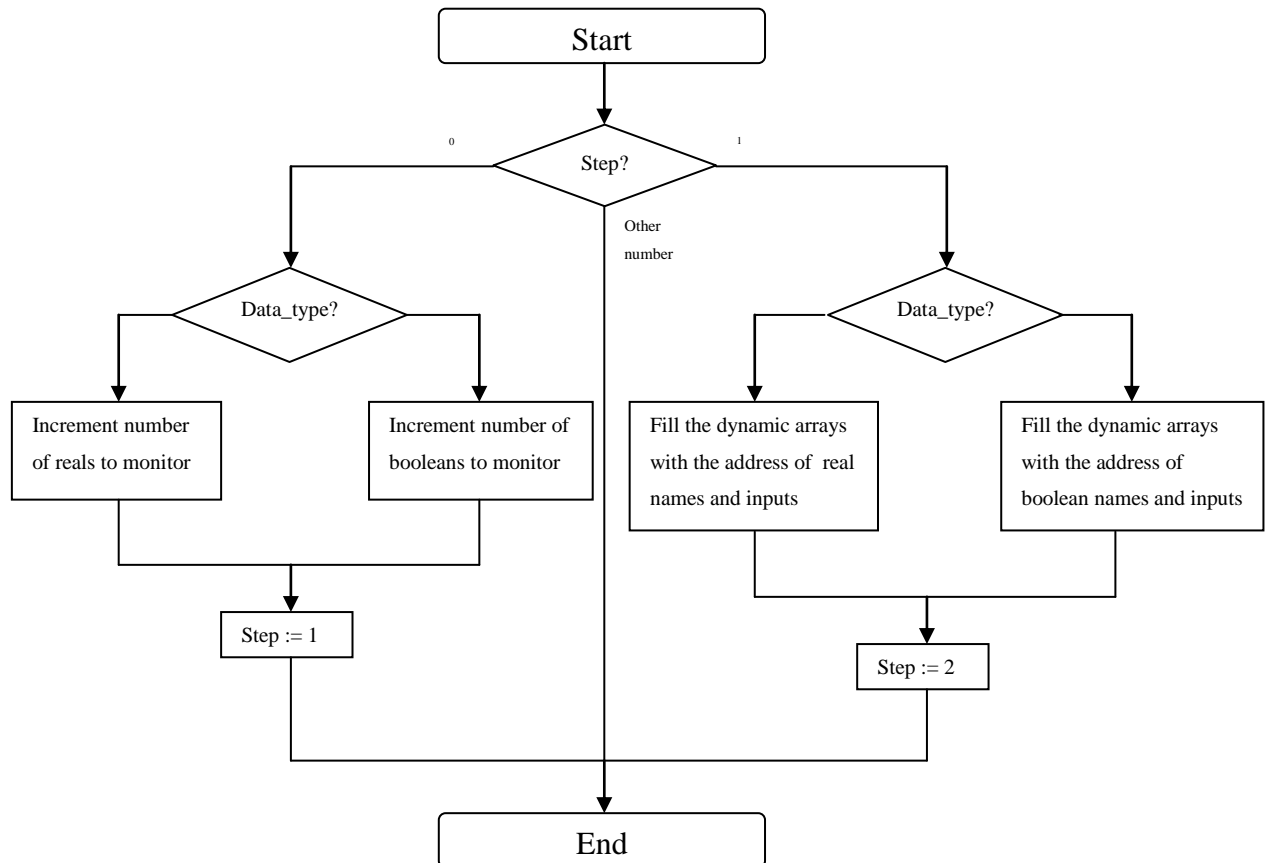 Start
0
1
Step?
Other
number
Data_type?
Data_type?
Increment number
of reals to monitor
Increment number of
booleans to monitor
Fill the dynamic arrays
with the address of real
names and inputs
Fill the dynamic arrays
with the address of
boolean names and inputs
Step := 1
Step := 2
End